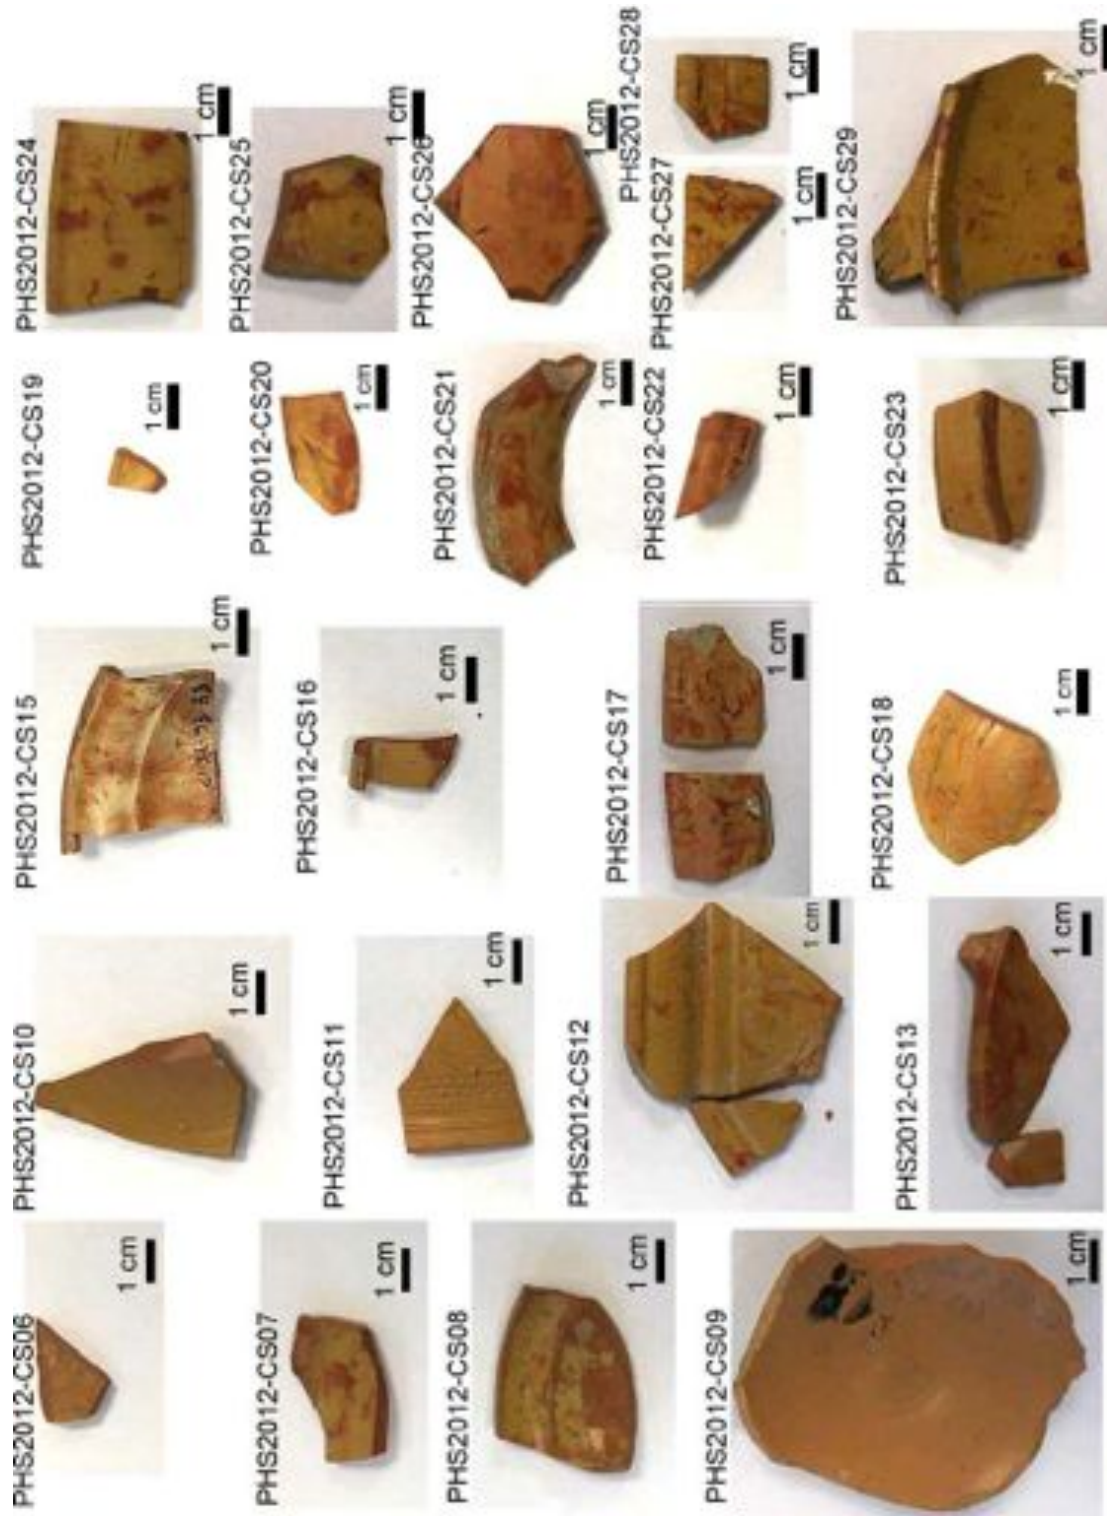 PHS2012-CS06
1 cm
PHS2012-CS07
1 cm
PHS2012-CS08
1 cm
PHS2012-CS09
1 cm
PHS2012-CS10
1 cm
PHS2012-CS11
1 cm
PHS2012-CS12
1 cm
PHS2012-CS13
1 cm
PHS2012-CS15
1 cm
PHS2012-CS16
1 cm
PHS2012-CS17
1 cm
PHS2012-CS18
1 cm
PHS2012-CS19
1 cm
PHS2012-CS20
1 cm
PHS2012-CS21
1 cm
PHS2012-CS22
1 cm
PHS2012-CS23
1 cm
PHS2012-CS24
1 cm
PHS2012-CS25
1 cm
PHS2012-CS26
1 cm
PHS2012-CS27
1 cm
PHS2012-CS28
1 cm
PHS2012-CS29
1 cm